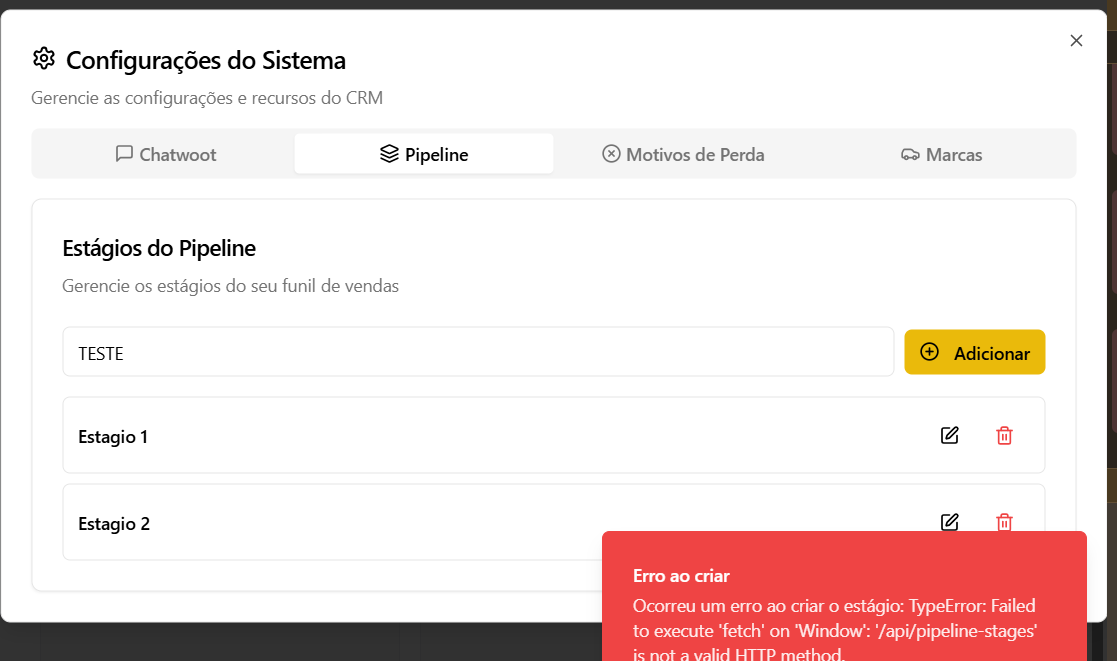 Configurações do Sistema
Gerencie as configurações e recursos do CRM
Chatwoot
Pipeline
Motivos de Perda
Marcas
Estágios do Pipeline
Gerencie os estágios do seu funil de vendas
TESTE
Adicionar
Estagio 1
Estagio 2
Erro ao criar
Ocorreu um erro ao criar o estágio: TypeError: Failed
to execute 'fetch' on 'Window': '/api/pipeline-stages'
is not a valid HTTP method.